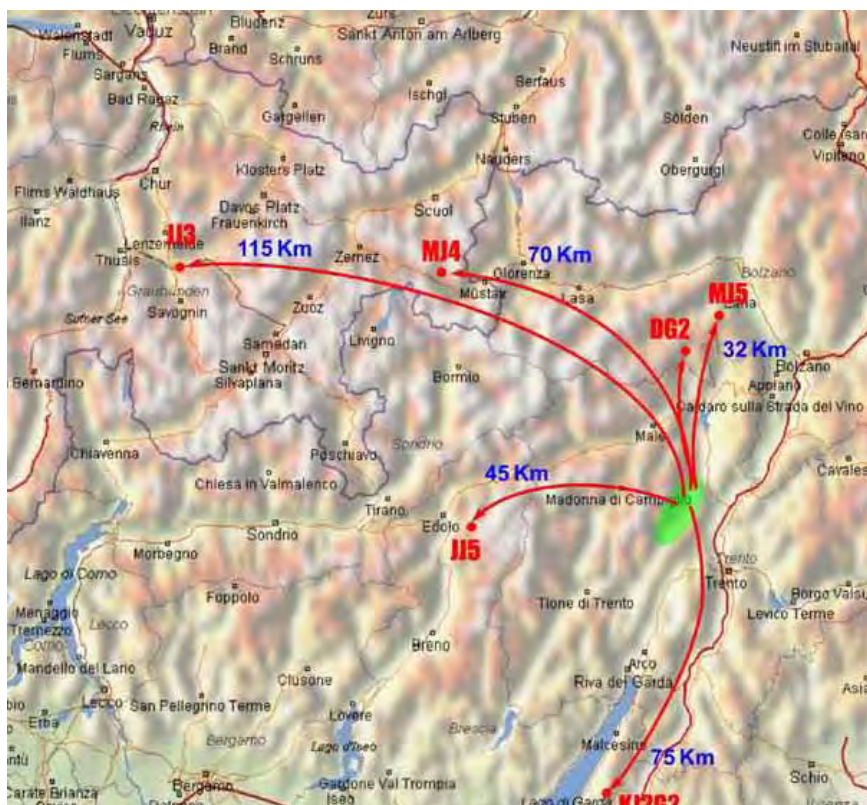 Vaduz
Walenstadt
Flums
Sargans
Bad Ragaz
Rhein
Bludenz
Brand
Schruns
Gargellen
Sankt Anton am Arlberg
Ischgl
Serfaus
Stuben
Nauders
Neustift im Stubaital
Sölden
Obergurgl
Colle Isar
Vipiteno
Flims Waldhaus
Chur
Ilanz
Klosters Platz
Davos Platz
Frauenkirch
Scuol
JJ3
Lenzerheide
Thusis
115 Km
Zernez
MJ4
70 Km
Glorenza
Müstair
Lasa
Bolzano
MJ5
Lana
Graubünden
Savognin
Zuoz
Sufner See
Samedan
Sankt Moritz
Silvaplana
Livigno
DG2
32 Km
Bolzano
Appiano
Caldaro sulla Strada del Vino
Bernardino
Bormio
Chiavenna
Poschiavo
Sondrio
Malè
Cavales
Chiesa in Valmalenco
45 Km
Madonna di Campiglio
Tirano
Edolo
JJ5
Sondrio
Morbegno
Lago di Como
Foppolo
Trento
Trento
Tione di Trento
Borgo Valsu
Levico Terme
Menaggio
Tremezzo
Lecco
Como
Breno
Mandello del Lario
Clusone
Arco
Riva del Garda
Lecco
San Pellegrino Terme
Lovere
Asia
Erba
Bergamo
Lago d'Iseo
Brescia
Malcesine
75 Km
Schio
Carate Brianza
Bergamo
Gardone Val Trompia
Iseo
Lago di Garda